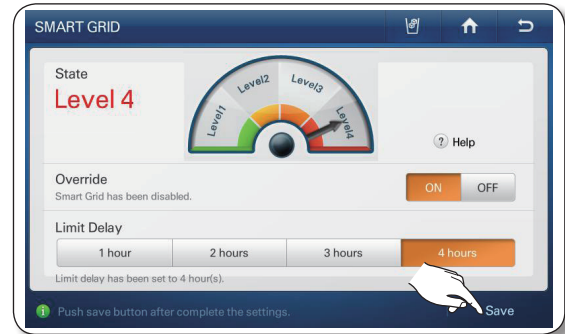 SMART GRID
State
Level 4
Level1
Level2
Level3
Level4
? Help
Override
Smart Grid has been disabled.
ON OFF
Limit Delay
1 hour 2 hours 3 hours 4 hours
Limit delay has been set to 4 hour(s).
Push save button after complete the settings.
Save